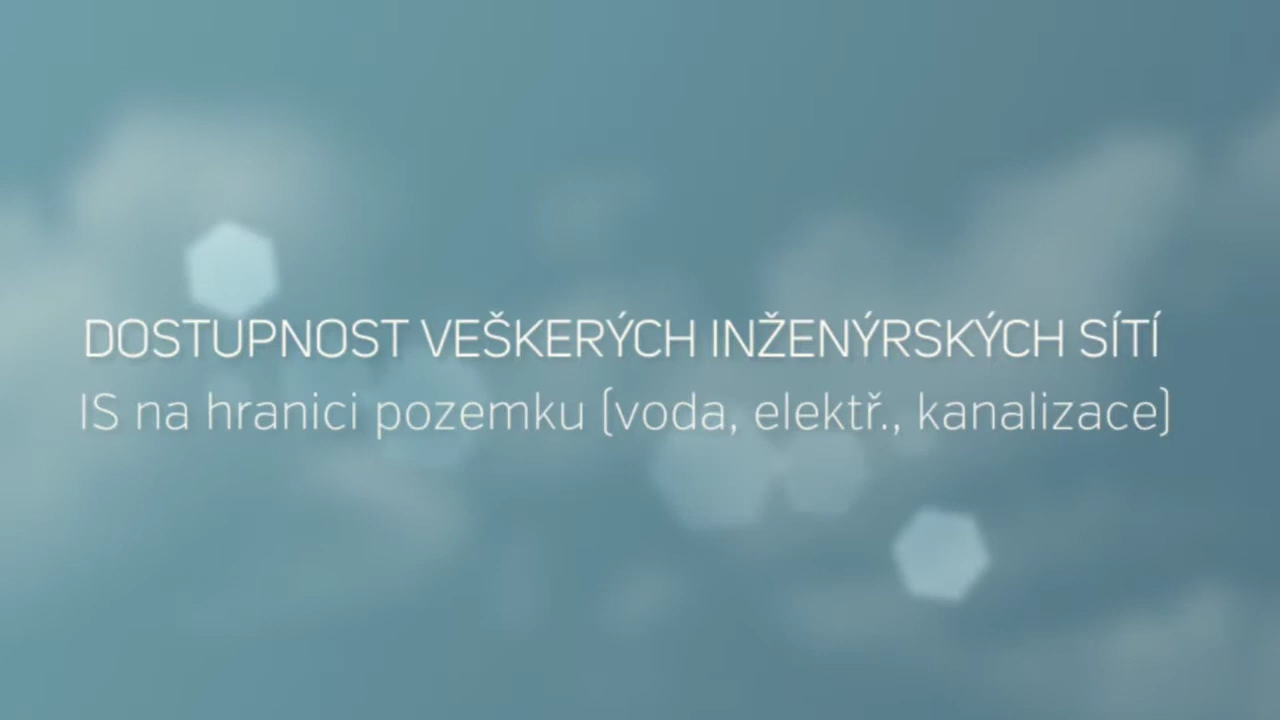 DOSTUPNOST VEŠKERÝCH INŽENÝRSKÝCH SÍTÍ
IS na hranici pozemku (voda, elektř., kanalizace)